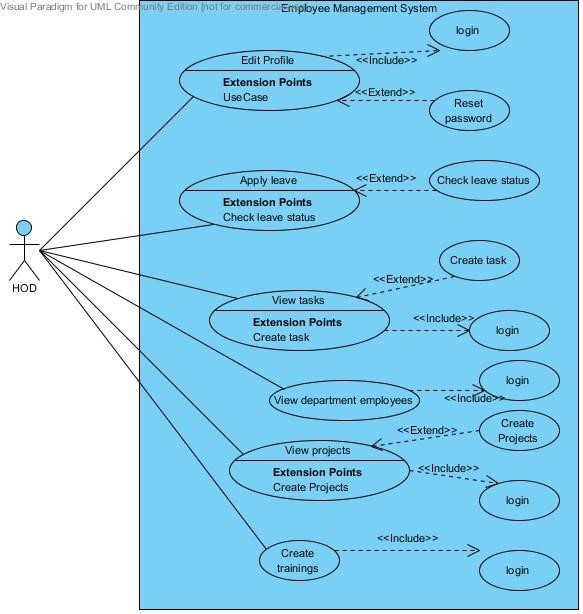 Visual Paradigm for UML Community Edition [not for commercial
Employee Management System
login
Edit Profile
<<Include>>
Extension Points
UseCase
<<Extend>>
Reset
password
Apply leave
<<Extend>>
Check leave status
Extension Points
Check leave status
HOD
Create task
<<Extend>>
View tasks
<<Include>>
Extension Points
Create task
login
login
View department employees
<<Include>>
Create
Projects
<<Extend>>
View projects
<<Include>>
Extension Points
Create Projects
login
<<Include>>
Create
trainings
login